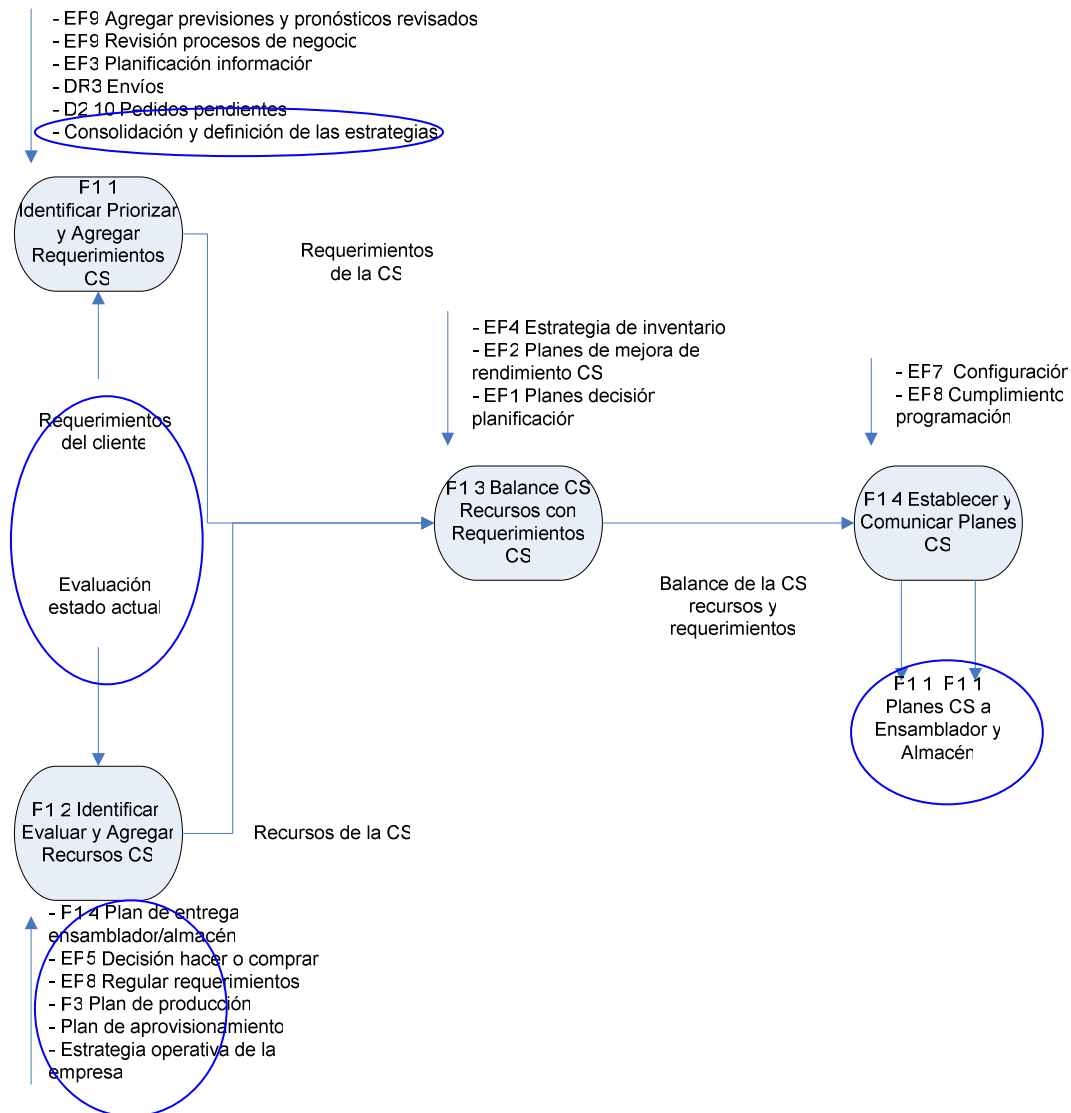 - EF9 Agregar previsiones y pronósticos revisados
- EF9 Revisión procesos de negocio
- EF3 Planificación información
- DR3 Envíos
- D2 10 Pedidos pendientes
- Consolidación y definición de las estrategias
F1 1
Identificar Priorizar
y Agregar
Requerimientos
CS
Requerimientos
de la CS
- EF4 Estrategia de inventario
- EF2 Planes de mejora de
rendimiento CS
- EF1 Planes decisión
planificación
- EF7 Configuración
- EF8 Cumplimiento
programación
Requerimientos
del cliente
F1 3 Balance CS
Recursos con
Requerimientos
CS
F1 4 Establecer y
Comunicar Planes
CS
Evaluación
estado actual
Balance de la CS
recursos y
requerimientos
F1 1 F1 1
Planes CS a
Ensamblador y
Almacén
F1 2 Identificar
Evaluar y Agregar
Recursos CS
Recursos de la CS
- F1 4 Plan de entrega
ensamblador/almacén
- EF5 Decisión hacer o comprar
- EF8 Regular requerimientos
- F3 Plan de producción
- Plan de aprovisionamiento
- Estrategia operativa de la
empresa